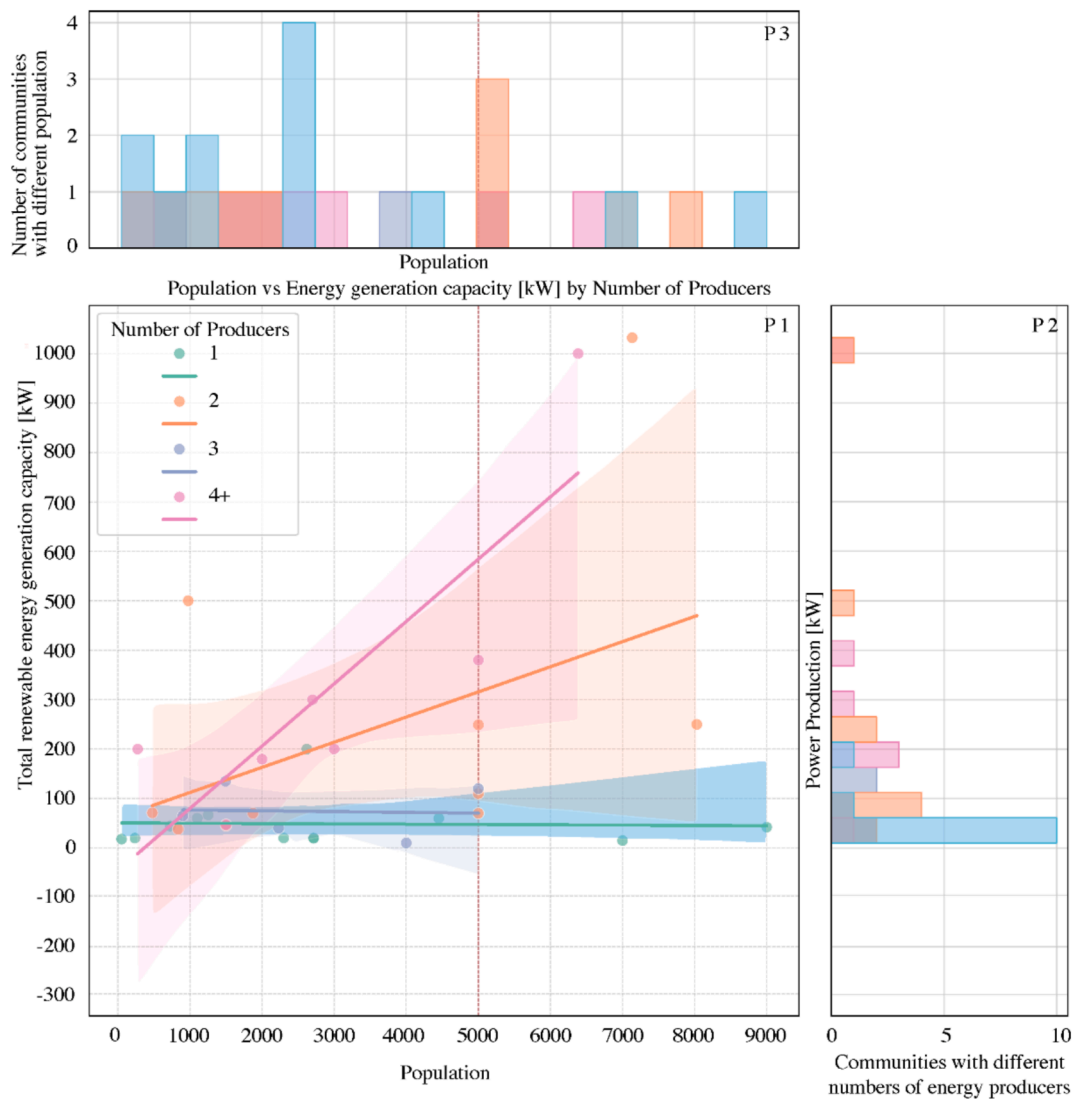 Number of communities
with different population
4
3
2
1
0
P 3
Population
Population vs Energy generation capacity [kW] by Number of Producers
Total renewable energy generation capacity [kW]
1000
900
800
700
600
500
400
300
200
100
0
-100
-200
-300
Number of Producers
1
2
3
4+
P 1
0
1000
2000
3000
4000
5000
6000
7000
8000
9000
Population
Power Production [kW]
P 2
0
5
10
Communities with different
numbers of energy producers